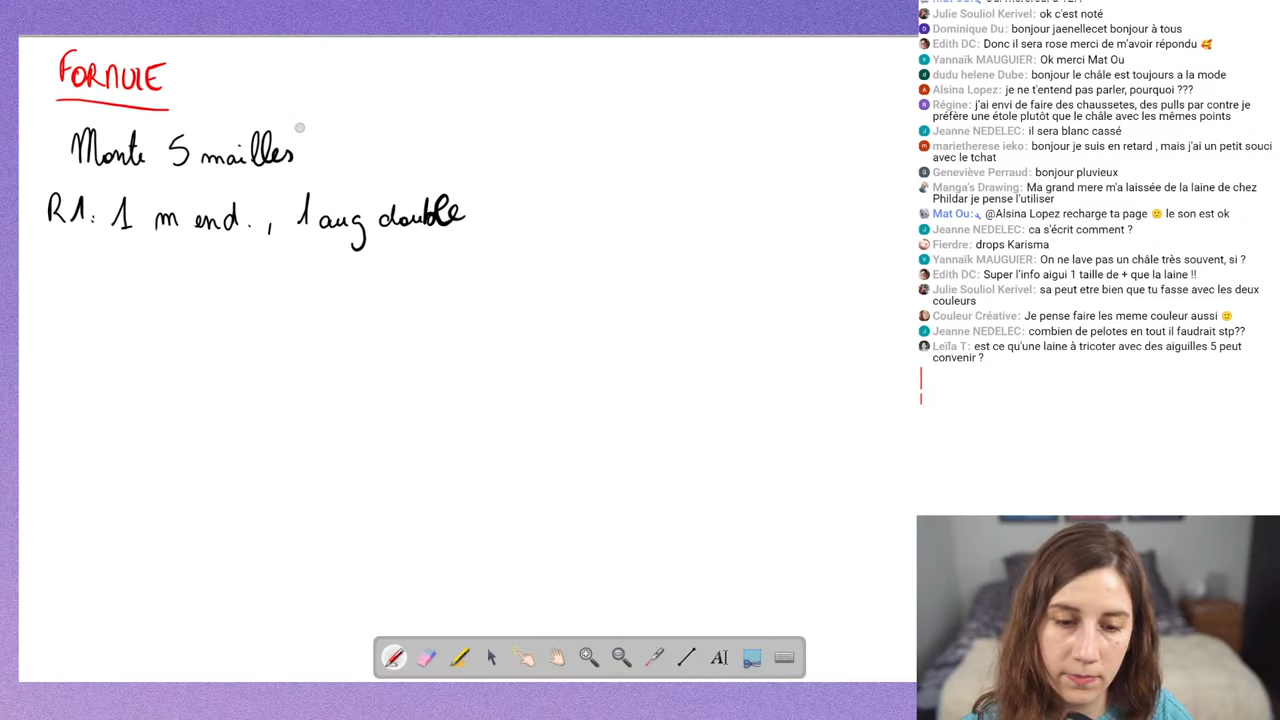 FORMULE
Monte 5 mailles
R1: 1 m end., 1 aug double
Julie Souliol Kerivel: ok c'est noté
Dominique Du: bonjour jaenellecet bonjour à tous
Edith DC: Donc il sera rose merci de m'avoir répondu 🥰
Yannaïk MAUGUIER: Ok merci Mat Ou
dudu helene Dube: bonjour le châle est toujours a la mode
Alsina Lopez: je ne t'entend pas parler, pourquoi ???
Régine: j'ai envi de faire des chaussetes, des pulls par contre je
préfère une étole plutôt que le châle avec les mêmes points
Jeanne NEDELEC: il sera blanc cassé
marietherese ieko: bonjour je suis en retard , mais j'ai un petit souci
avec le tchat
Geneviève Perraud: bonjour pluvieux
Manga's Drawing: Ma grand mere m'a laissée de la laine de chez
Phildar je pense l'utiliser
Mat Ou: @Alsina Lopez recharge ta page 🙂 le son est ok
Jeanne NEDELEC: ca s'écrit comment ?
Fierdre: drops Karisma
Yannaïk MAUGUIER: On ne lave pas un châle très souvent, si ?
Edith DC: Super l'info aigui 1 taille de + que la laine !!
Julie Souliol Kerivel: sa peut etre bien que tu fasse avec les deux
couleurs
Couleur Créative: Je pense faire les meme couleur aussi 🙂
Jeanne NEDELEC: combien de pelotes en tout il faudrait stp??
Leïla T: est ce qu'une laine à tricoter avec des aiguilles 5 peut
convenir ?
AI